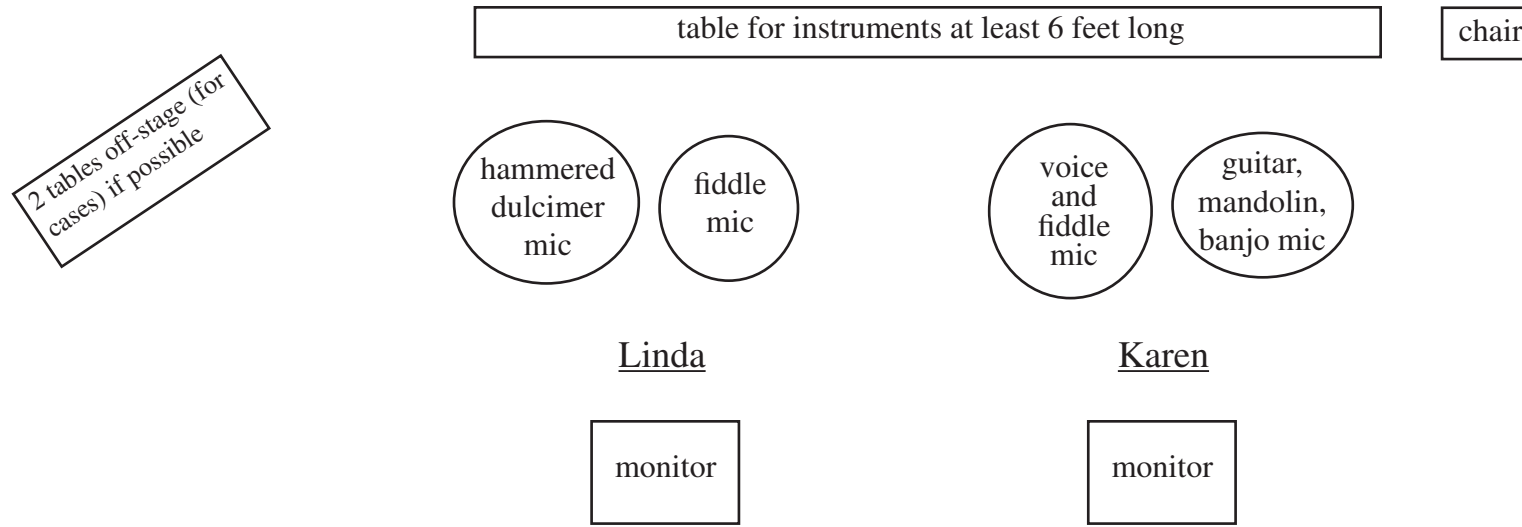 table for instruments at least 6 feet long
chair
2 tables off-stage (for
cases) if possible
hammered
dulcimer
mic
fiddle
mic
voice
and
fiddle
mic
guitar,
mandolin,
banjo mic
Linda
Karen
monitor
monitor